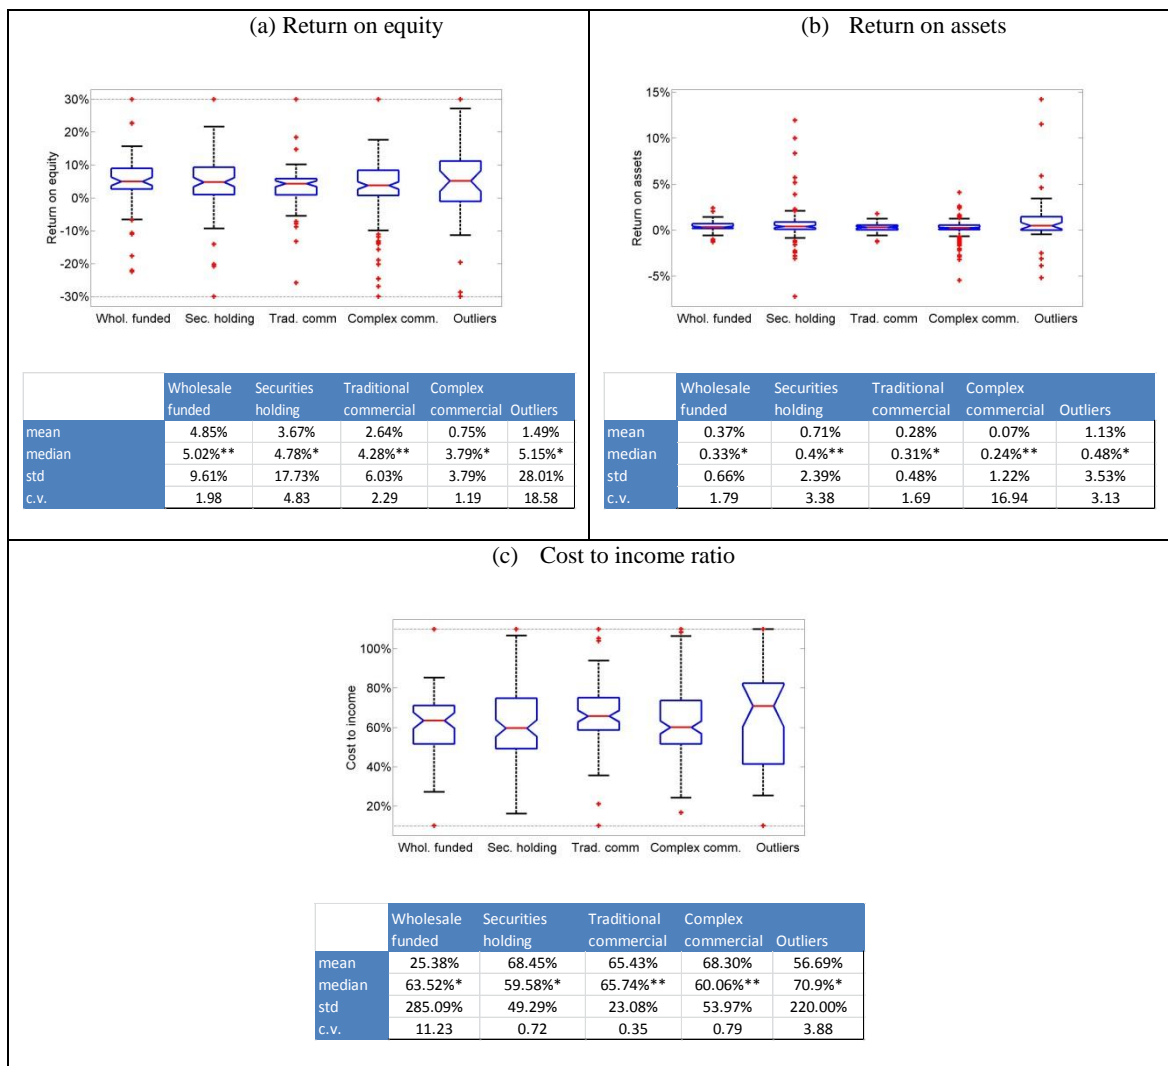 (a) Return on equity
30%
20%
10%
0%
-10%
-20%
-30%
Return on equity
Whol. funded Sec. holding Trad. comm Complex comm. Outliers
Wholesale funded Securities holding Traditional commercial Complex commercial Outliers
mean 4.85% 3.67% 2.64% 0.75% 1.49%
median 5.02%** 4.78%* 4.28%** 3.79%* 5.15%*
std 9.61% 17.73% 6.03% 3.79% 28.01%
c.v. 1.98 4.83 2.29 1.19 18.58
(b) Return on assets
15%
10%
5%
0%
-5%
Return on assets
Whol. funded Sec. holding Trad. comm Complex comm. Outliers
Wholesale funded Securities holding Traditional commercial Complex commercial Outliers
mean 0.37% 0.71% 0.28% 0.07% 1.13%
median 0.33%* 0.4%** 0.31%* 0.24%** 0.48%*
std 0.66% 2.39% 0.48% 1.22% 3.53%
c.v. 1.79 3.38 1.69 16.94 3.13
(c) Cost to income ratio
100%
80%
60%
40%
20%
Cost to income
Whol. funded Sec. holding Trad. comm Complex comm. Outliers
Wholesale funded Securities holding Traditional commercial Complex commercial Outliers
mean 25.38% 68.45% 65.43% 68.30% 56.69%
median 63.52%* 59.58%* 65.74%** 60.06%** 70.9%*
std 285.09% 49.29% 23.08% 53.97% 220.00%
c.v. 11.23 0.72 0.35 0.79 3.88